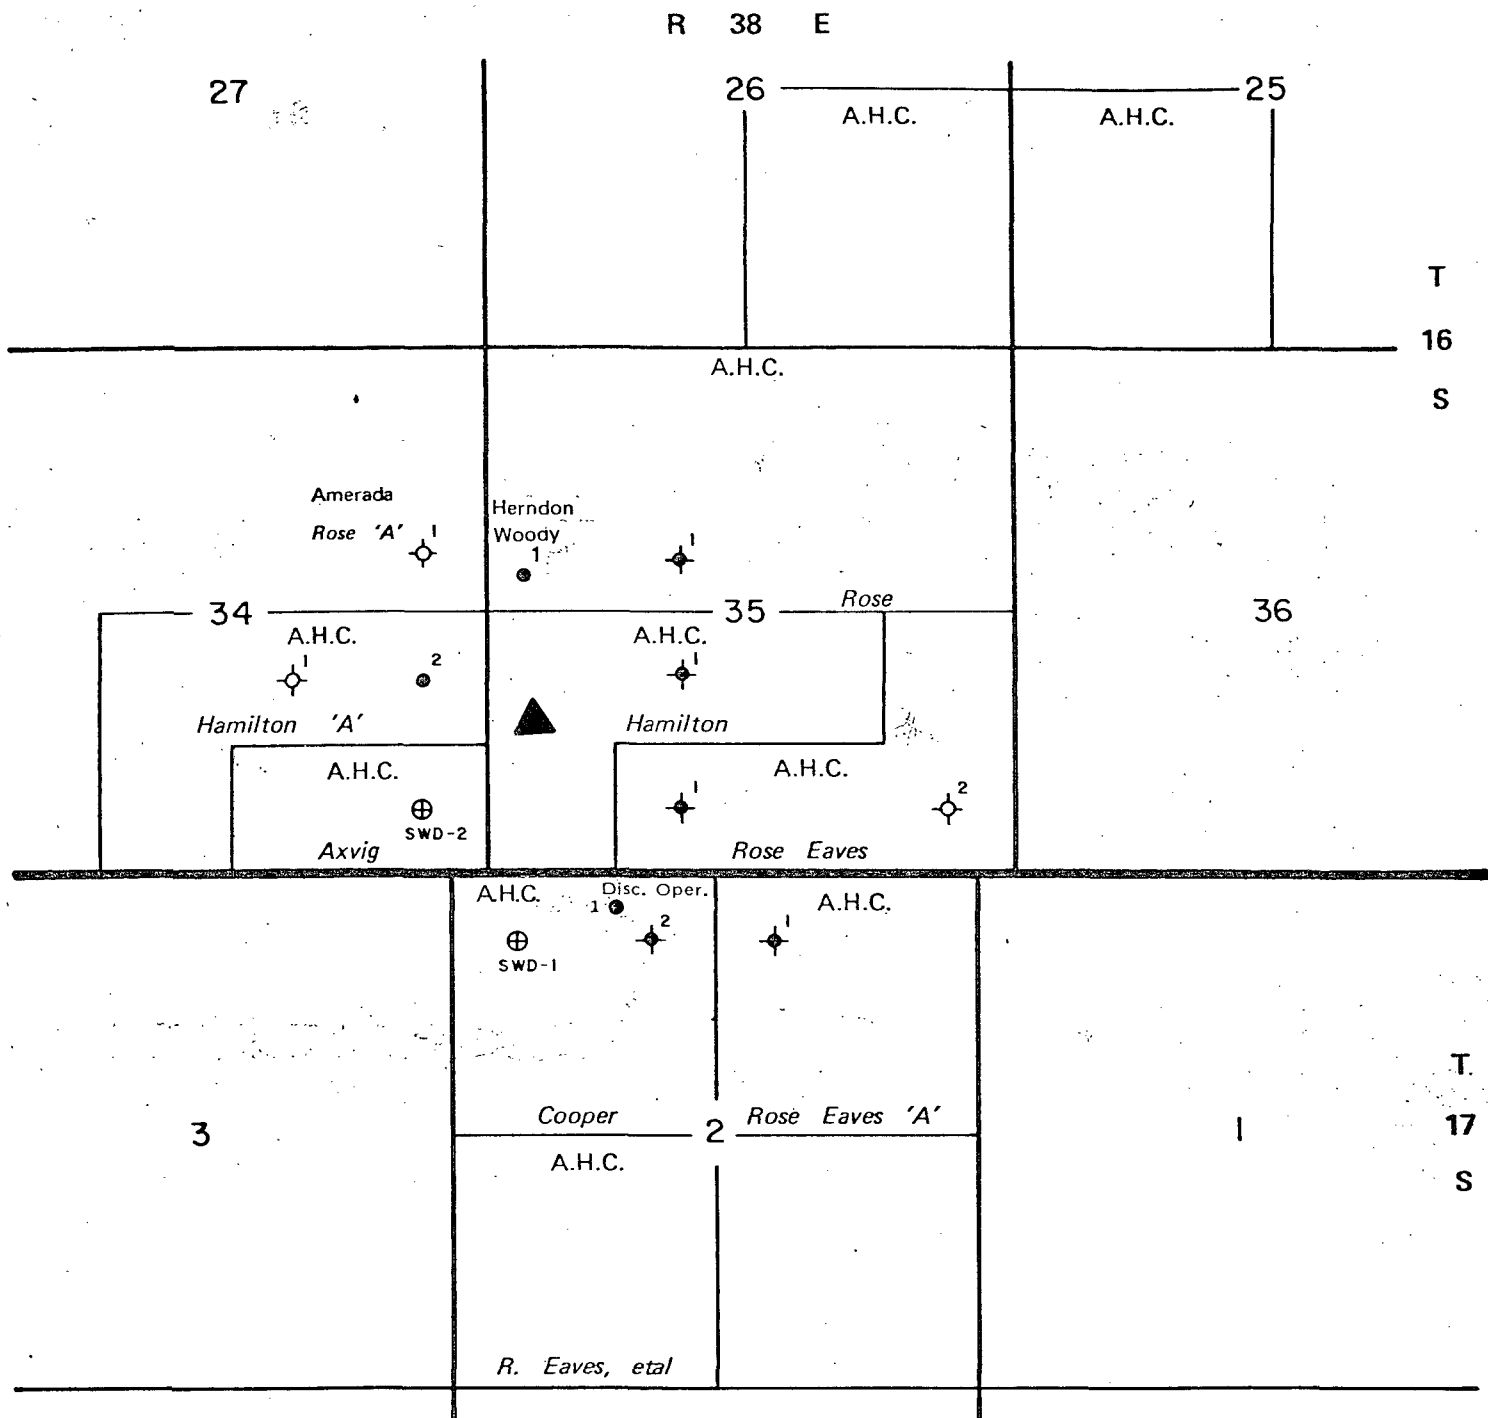 R 38 E
27
26
25
A.H.C.
A.H.C.
T
16
S
A.H.C.
Amerada
Rose 'A'
1
Herndon
Woody
1
1
34
35
Rose
36
A.H.C.
A.H.C.
1
2
1
Hamilton 'A'
Hamilton
A.H.C.
A.H.C.
1
2
SWD-2
Axvig
Rose Eaves
A.H.C.
Disc. Oper.
A.H.C.
1
2
1
SWD-1
T.
17
S
3
Cooper
2
Rose Eaves 'A'
1
A.H.C.
R. Eaves, etal